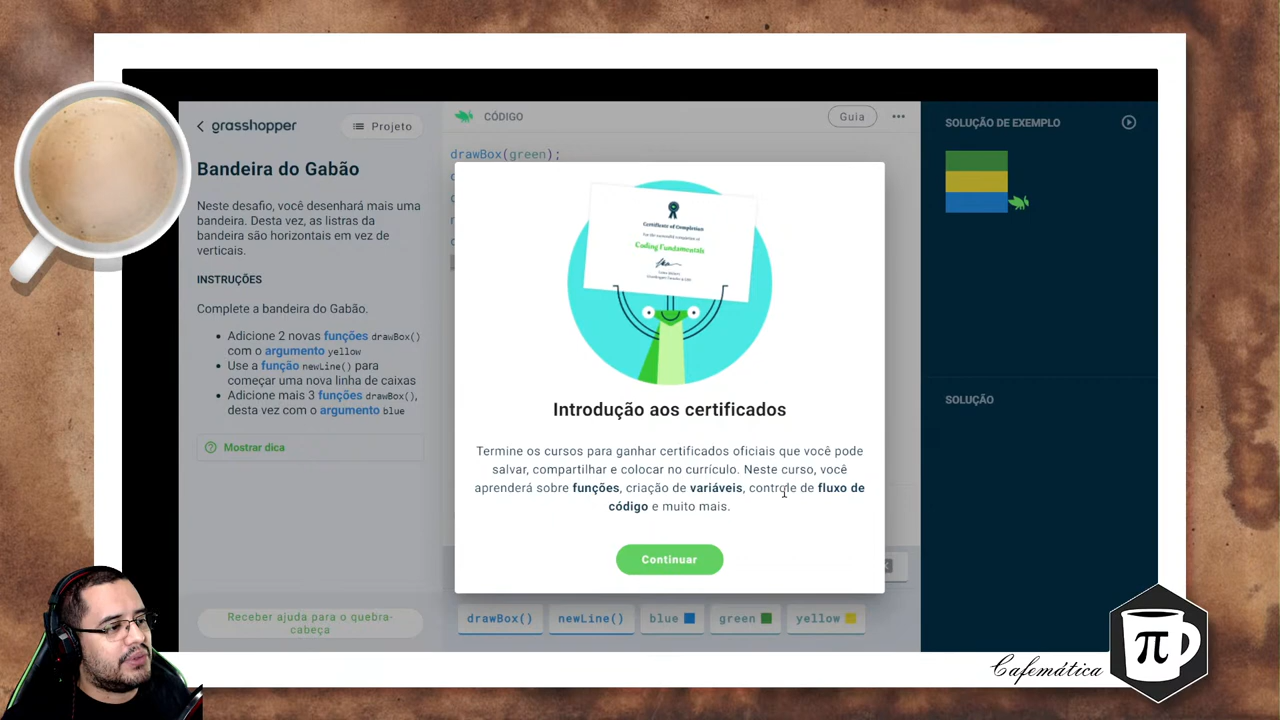 grasshopper
Projeto
Bandeira do Gabão
Neste desafio, você desenhará mais uma
bandeira. Desta vez, as listras da
bandeira são horizontais em vez de
verticais.
INSTRUÇÕES
Complete a bandeira do Gabão.
Adicione 2 novas funções drawBox()
com o argumento yellow
Use a função newLine() para
começar uma nova linha de caixas
Adicione mais 3 funções drawBox(),
desta vez com o argumento blue
Mostrar dica
Receber ajuda para o quebra-
cabeça
CÓDIGO
Guia
drawBox(green);
Certificate of Completion
Coding Fundamentals
Introdução aos certificados
Termine os cursos para ganhar certificados oficiais que você pode
salvar, compartilhar e colocar no currículo. Neste curso, você
aprenderá sobre funções, criação de variáveis, controle de fluxo de
código e muito mais.
Continuar
drawBox() newLine() blue green yellow
SOLUÇÃO DE EXEMPLO
SOLUÇÃO
Cafemática
π